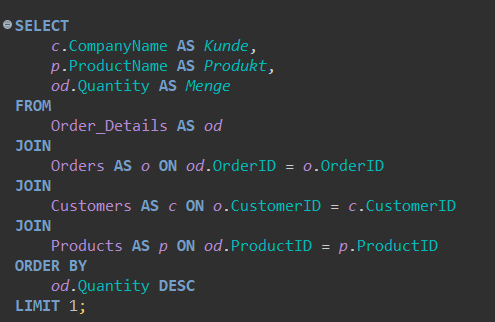 SELECT
c.CompanyName AS Kunde,
p.ProductName AS Produkt,
od.Quantity AS Menge
FROM
Order_Details AS od
JOIN
Orders AS o ON od.OrderID = o.OrderID
JOIN
Customers AS c ON o.CustomerID = c.CustomerID
JOIN
Products AS p ON od.ProductID = p.ProductID
ORDER BY
od.Quantity DESC
LIMIT 1;